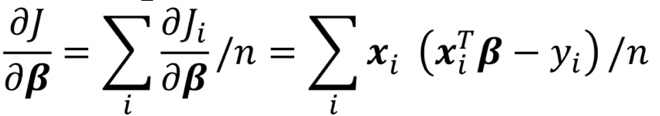 ∂J/∂β = ∑_i ∂J_i/∂β /n = ∑_i x_i (x_i^T β − y_i)/n